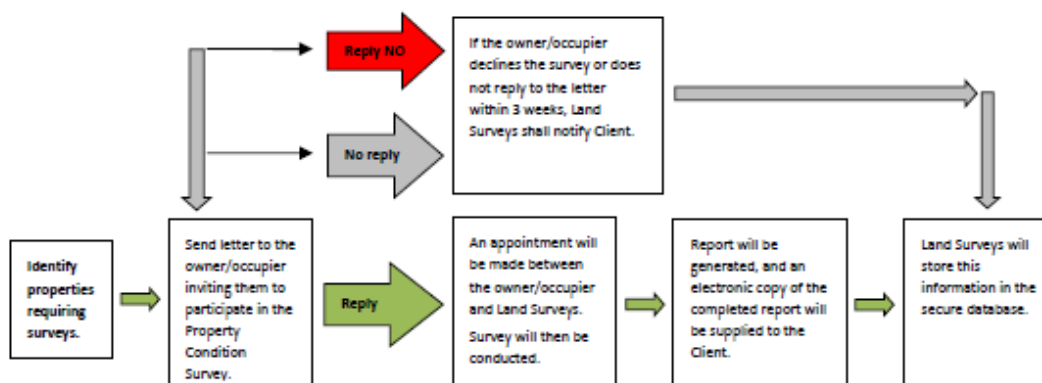 Reply NO
If the owner/occupier
declines the survey or does
not reply to the letter
within 3 weeks, Land
Surveys shall notify Client.
No reply
Identify
properties
requiring
surveys.
Send letter to the
owner/occupier
inviting them to
participate in the
Property
Condition
Survey.
Reply
An appointment will
be made between
the owner/occupier
and Land Surveys.
Survey will then be
conducted.
Report will be
generated, and an
electronic copy of the
completed report will
be supplied to the
Client.
Land Surveys will
store this
information in the
secure database.